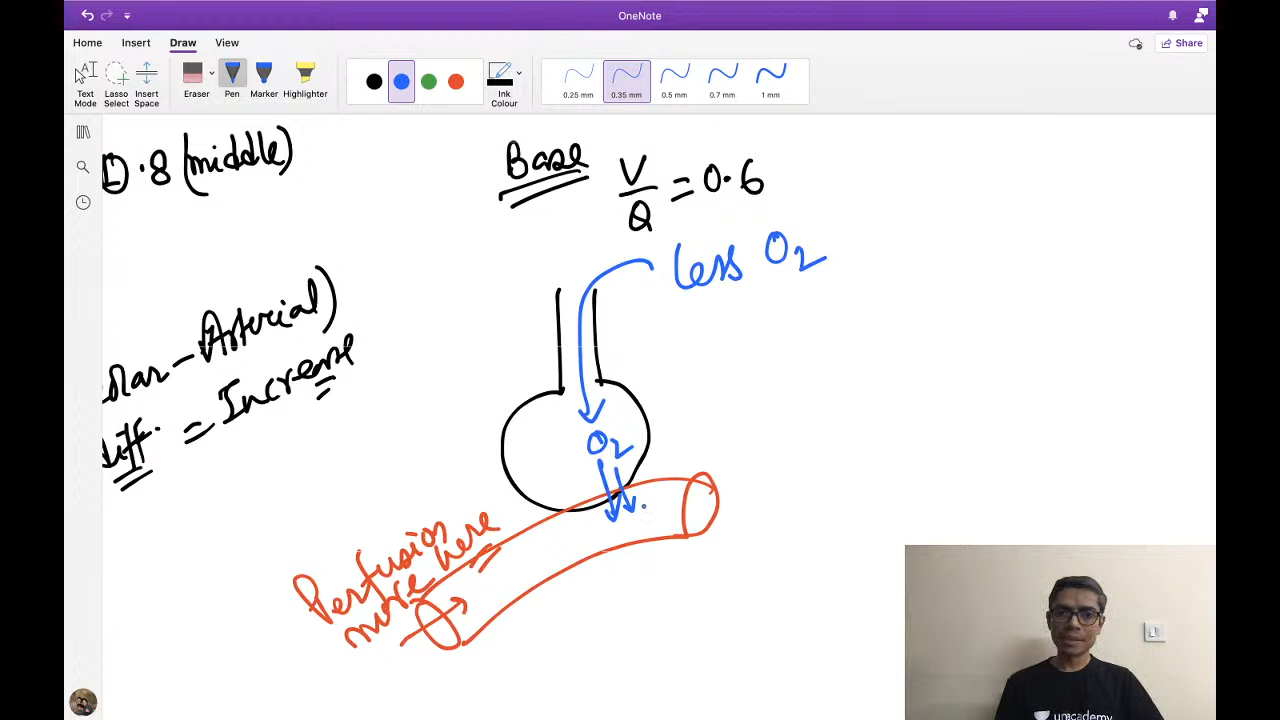 OneNote
Home Insert Draw View
Share
Text Mode
Lasso Select
Insert Space
Eraser
Pen
Marker
Highlighter
Ink Colour
0.25 mm
0.35 mm
0.5 mm
0.7 mm
1 mm
0.8 (middle)
Base V/Q = 0.6
less O2
Arterial)
diff. = Increase
O2
Perfusion
more here
unacademy